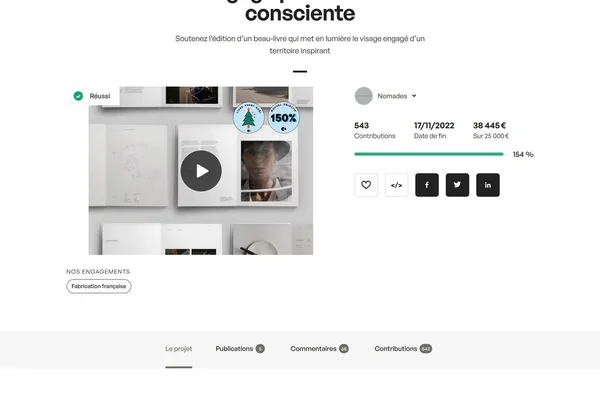 consciente
Soutenez l’édition d’un beau-livre qui met en lumière le visage engagé d’un
territoire inspirant
Réussi
150%
Nomades
543
Contributions
17/11/2022
Date de fin
38 445 €
Sur 25 000 €
154 %
</>
f
in
NOS ENGAGEMENTS
Fabrication française
Le projet
Publications 5
Commentaires
Contributions 543